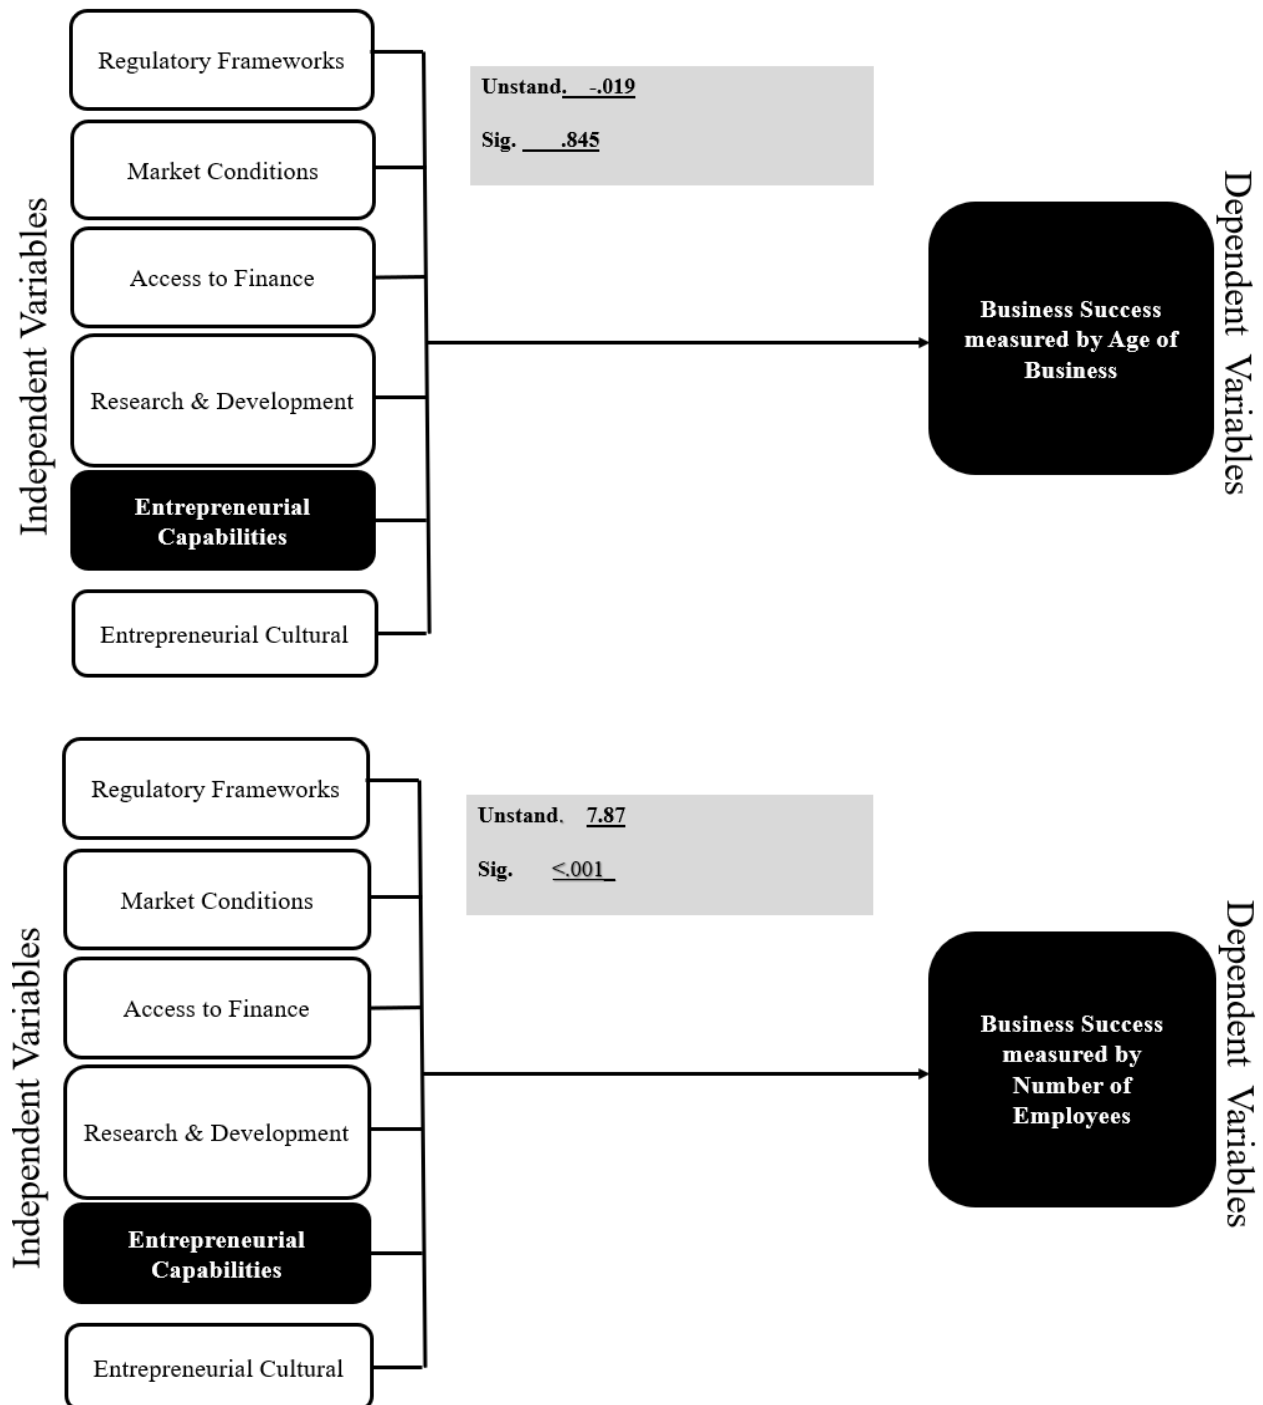 Independent Variables
Regulatory Frameworks
Market Conditions
Access to Finance
Research & Development
Entrepreneurial
Capabilities
Entrepreneurial Cultural
Unstand. -.019
Sig. .845
Business Success
measured by Age of
Business
Dependent Variables
Independent Variables
Regulatory Frameworks
Market Conditions
Access to Finance
Research & Development
Entrepreneurial
Capabilities
Entrepreneurial Cultural
Unstand. 7.87
Sig. <.001
Business Success
measured by
Number of
Employees
Dependent Variables